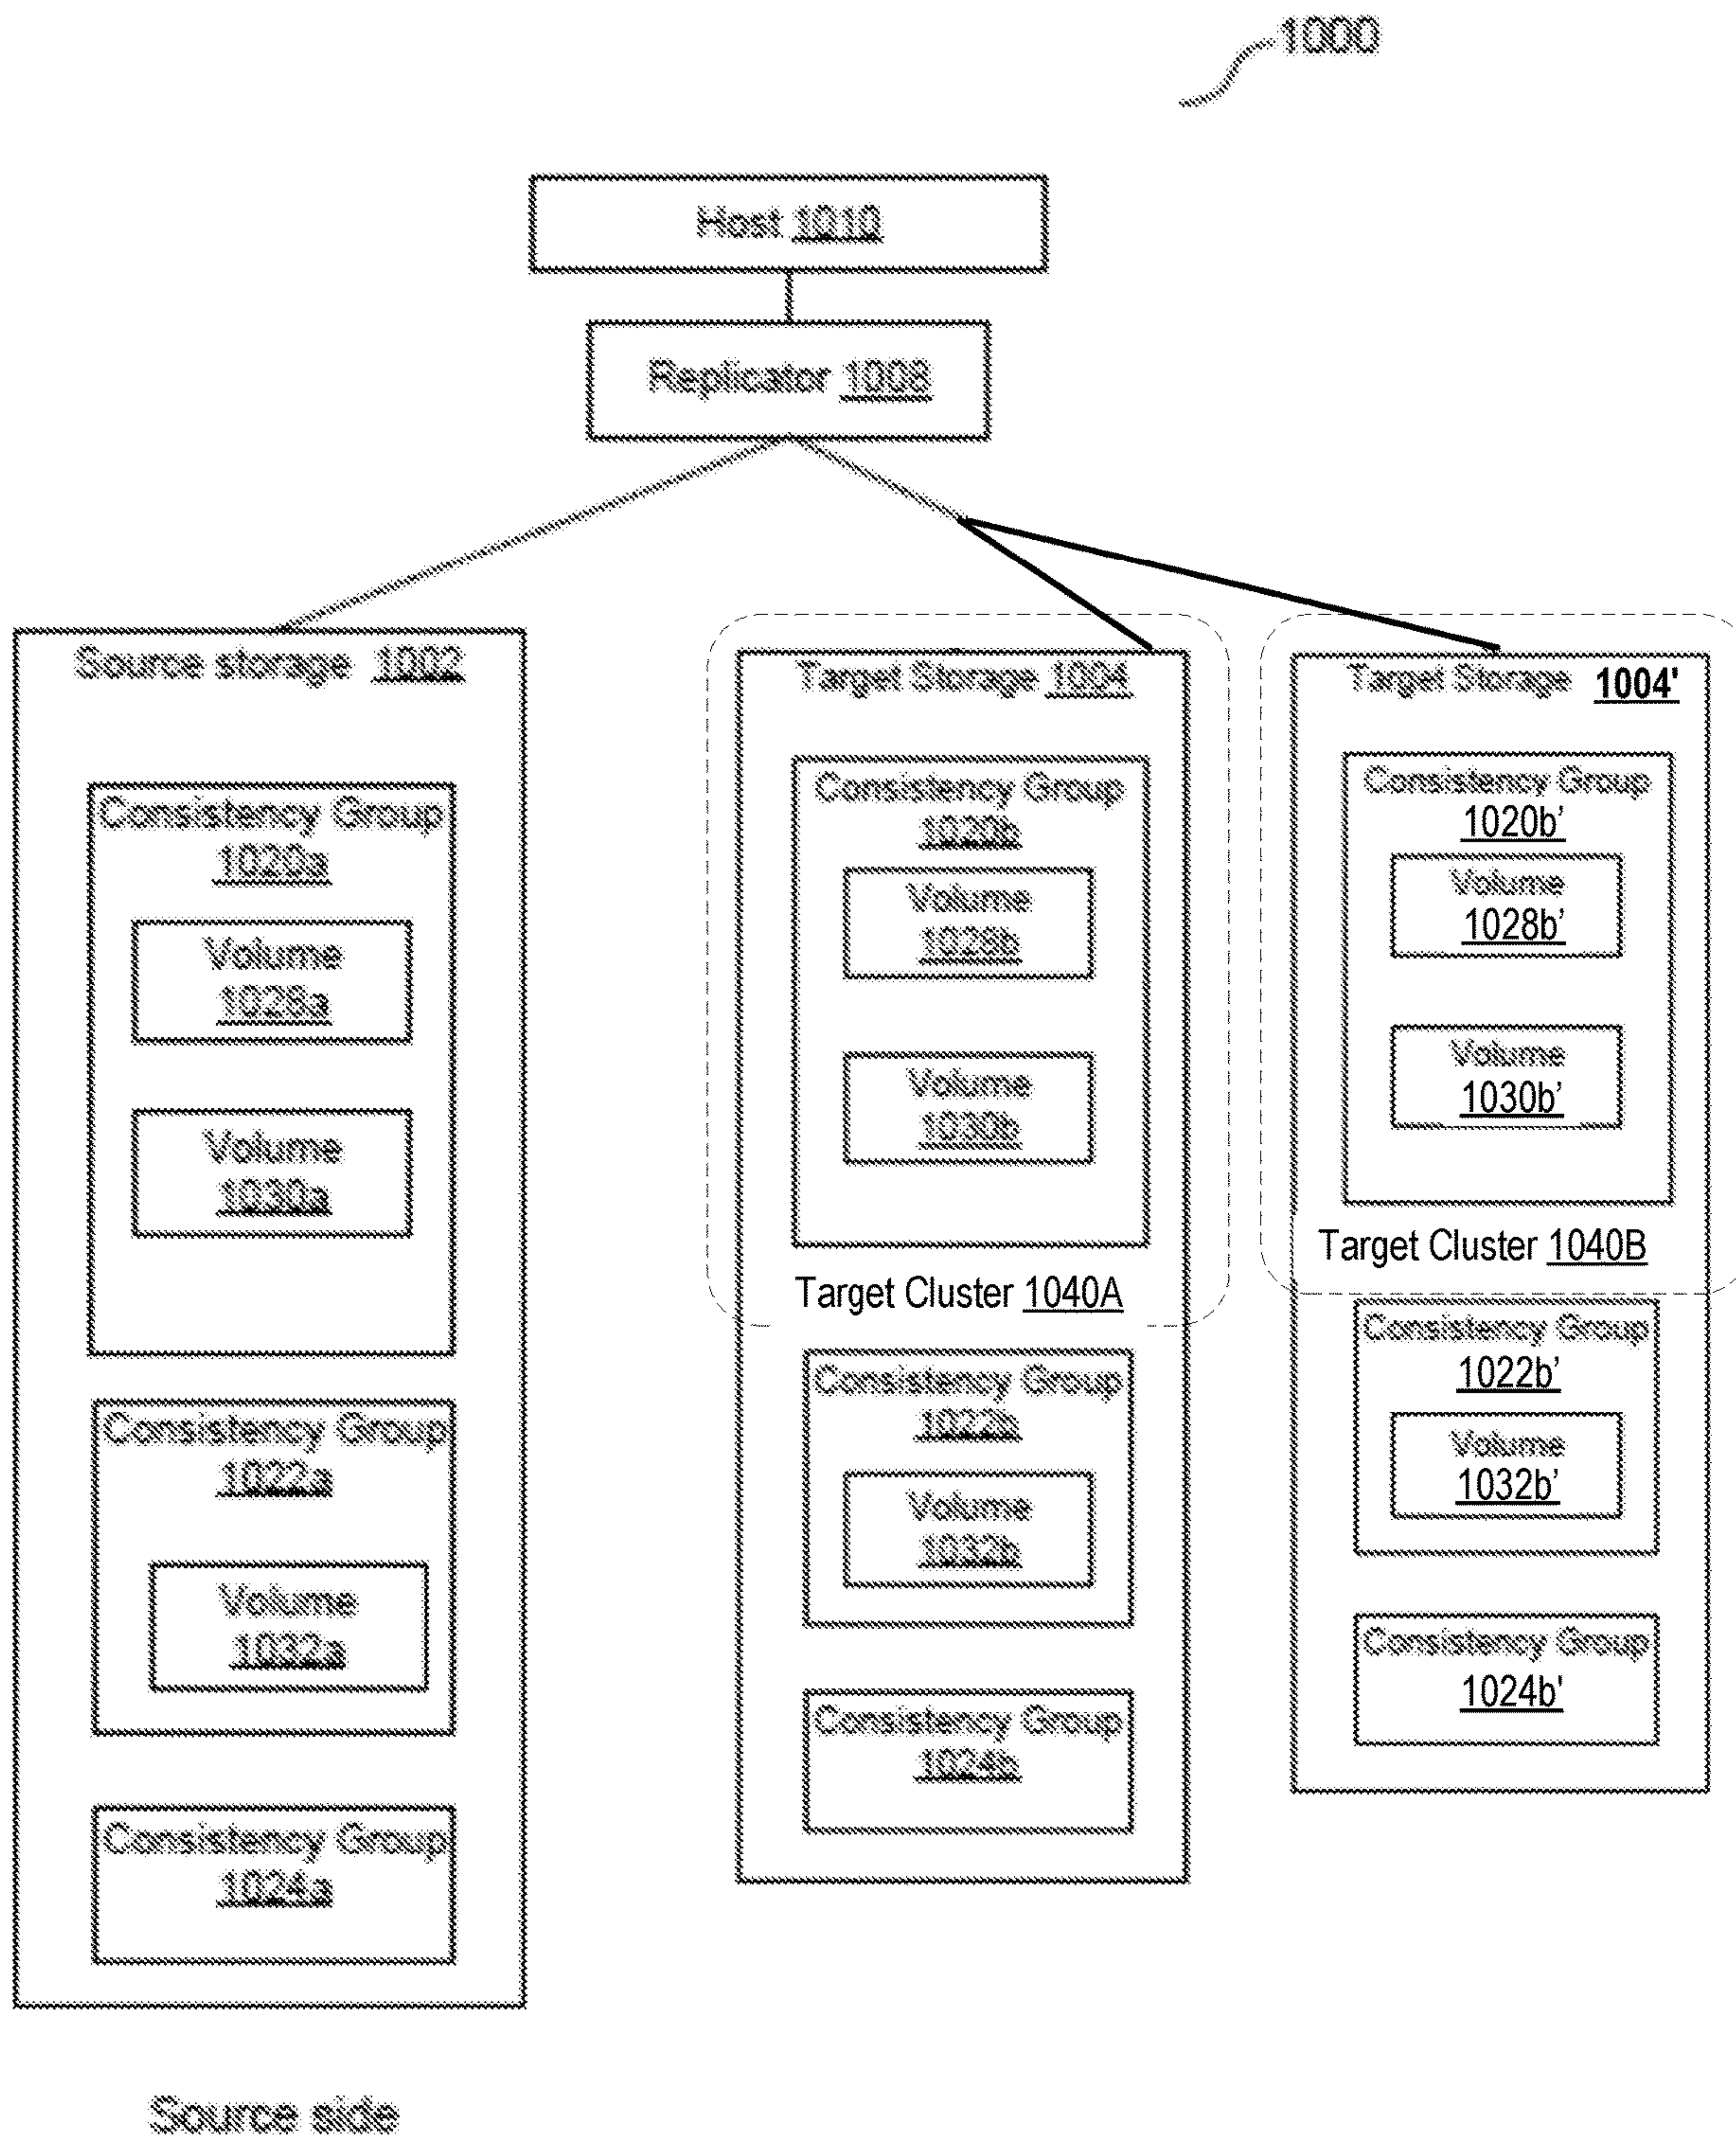 1000
Host 1010
Replicator 1008
Source storage 1002
Consistency Group
1020a
Volume
1028a
Volume
1030a
Consistency Group
1022a
Volume
1032a
Consistency Group
1024a
Target Storage 1004
Consistency Group
1020b
Volume
1028b
Volume
1030b
Target Cluster 1040A
Consistency Group
1022b
Volume
1032b
Consistency Group
1024b
Target Storage 1004'
Consistency Group
1020b’
Volume
1028b’
Volume
1030b’
Target Cluster 1040B
Consistency Group
1022b’
Volume
1032b’
Consistency Group
1024b'
Source side